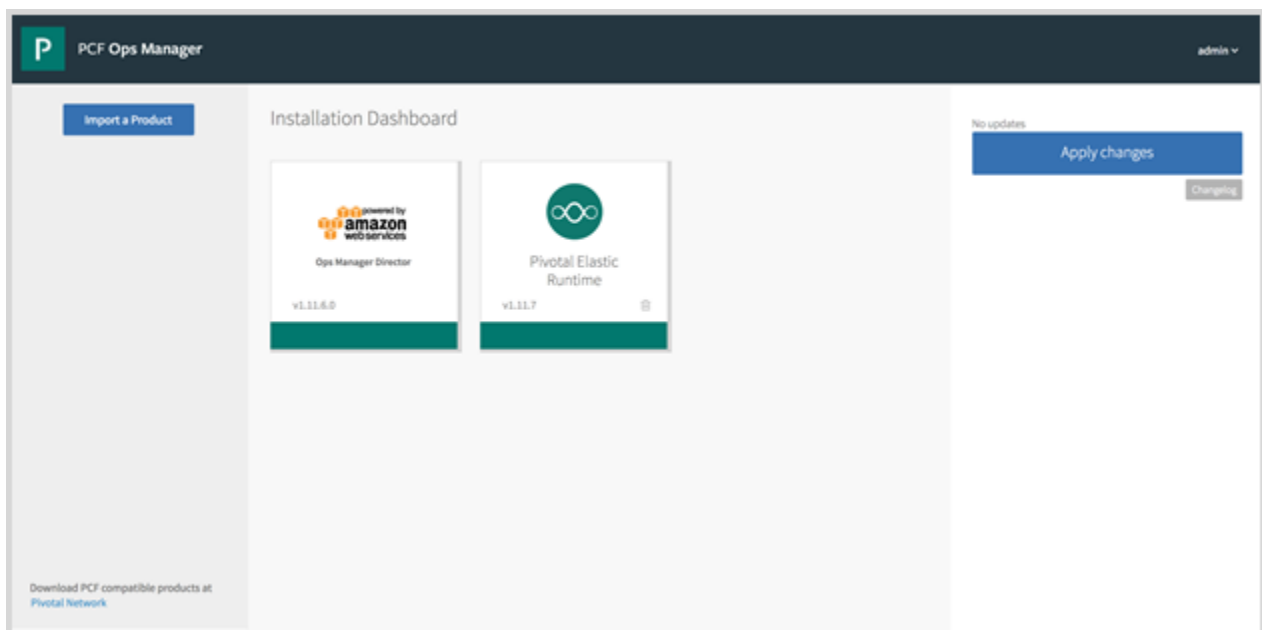 P
PCF Ops Manager
admin
Import a Product
Installation Dashboard
No updates
Apply changes
Changelog
powered by
amazon
web services
Ops Manager Director
v1.11.6.0
Pivotal Elastic
Runtime
v1.11.7
Download PCF compatible products at
Pivotal Network